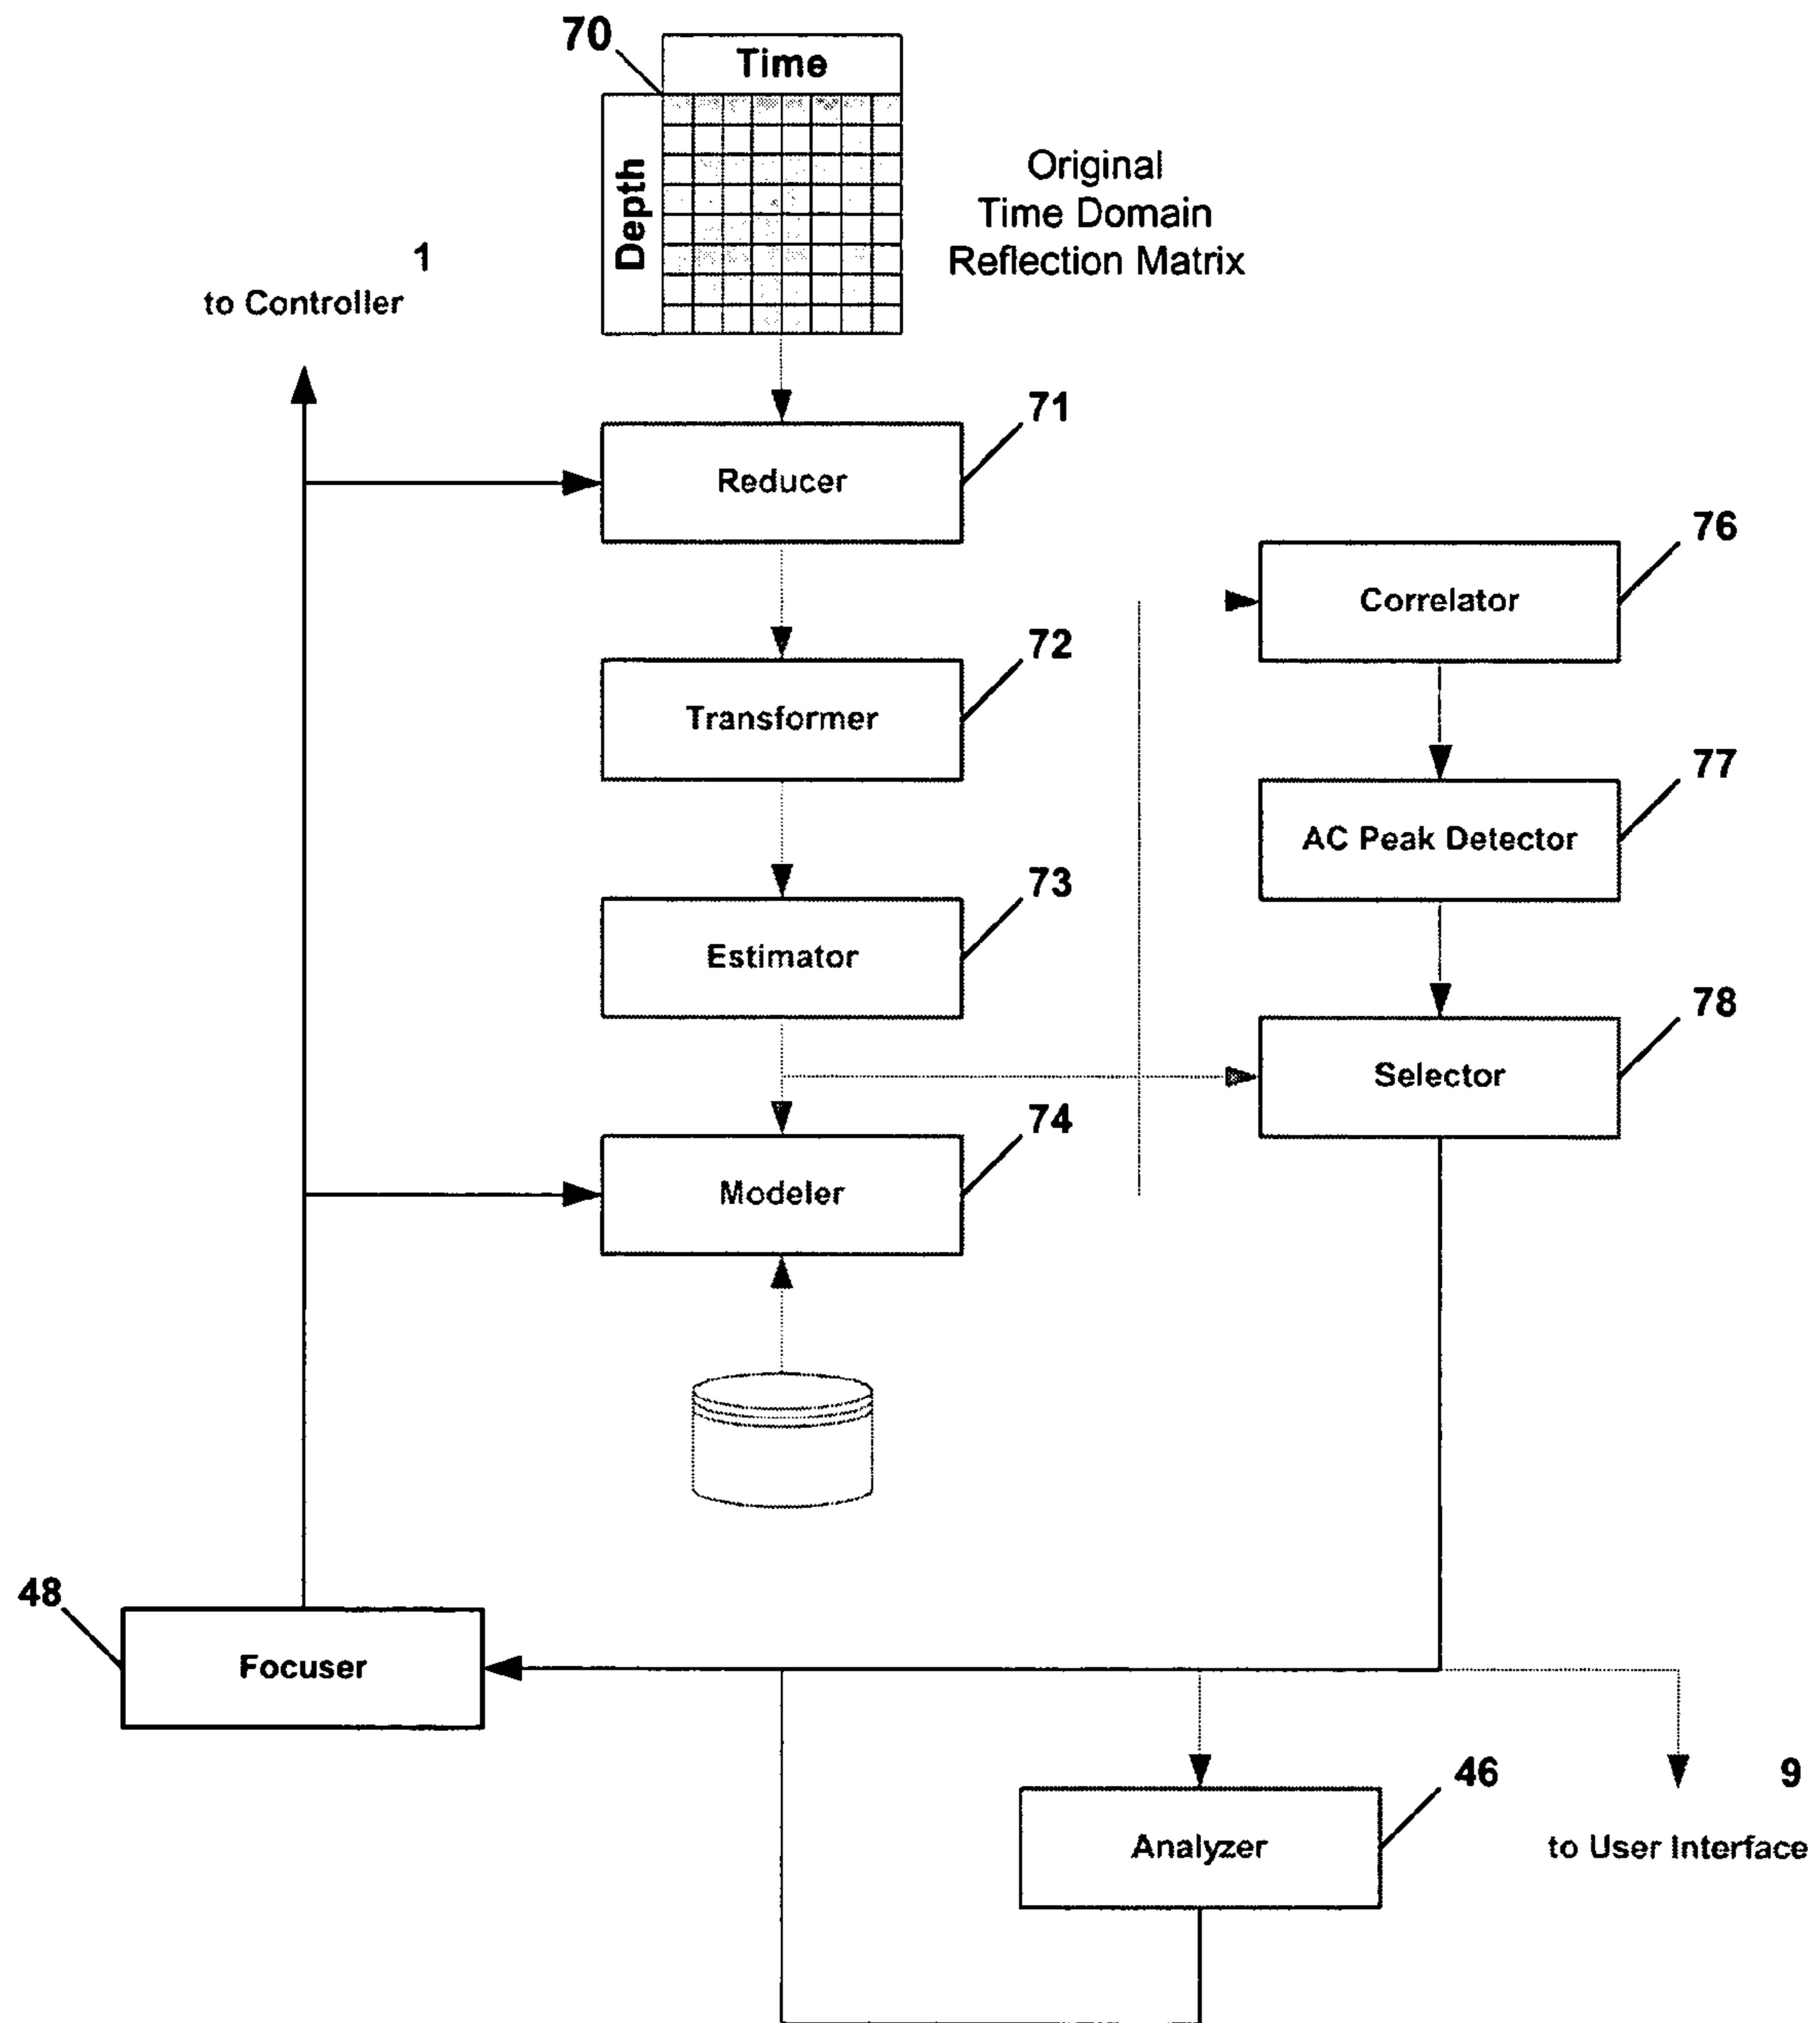 70
Time
Depth
Original
Time Domain
Reflection Matrix
1
to Controller
71
Reducer
76
Correlator
72
Transformer
77
AC Peak Detector
73
Estimator
78
Selector
74
Modeler
48
Focuser
46
9
Analyzer
to User Interface